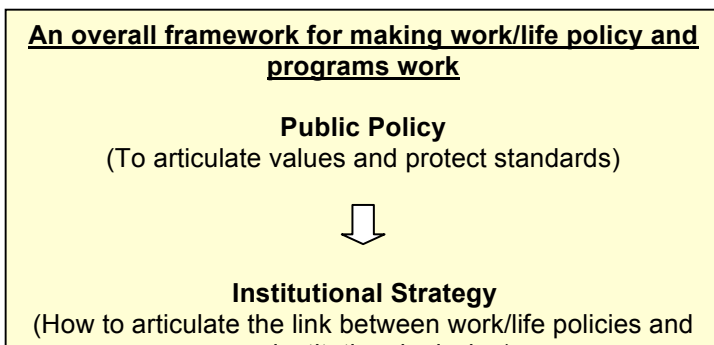 An overall framework for making work/life policy and
programs work
Public Policy
(To articulate values and protect standards)
Institutional Strategy
(How to articulate the link between work/life policies and